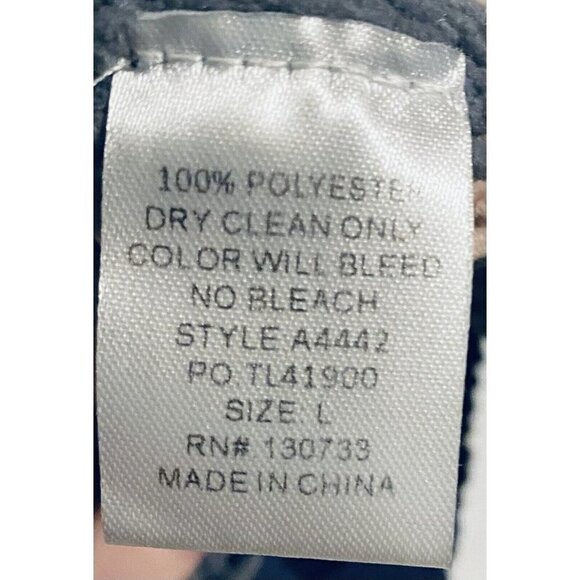 100% POLYESTER
DRY CLEAN ONLY
COLOR WILL BLEED
NO BLEACH
STYLE A4442
PO.TL41900
SIZE: L
RN#. 130733
MADE IN CHINA